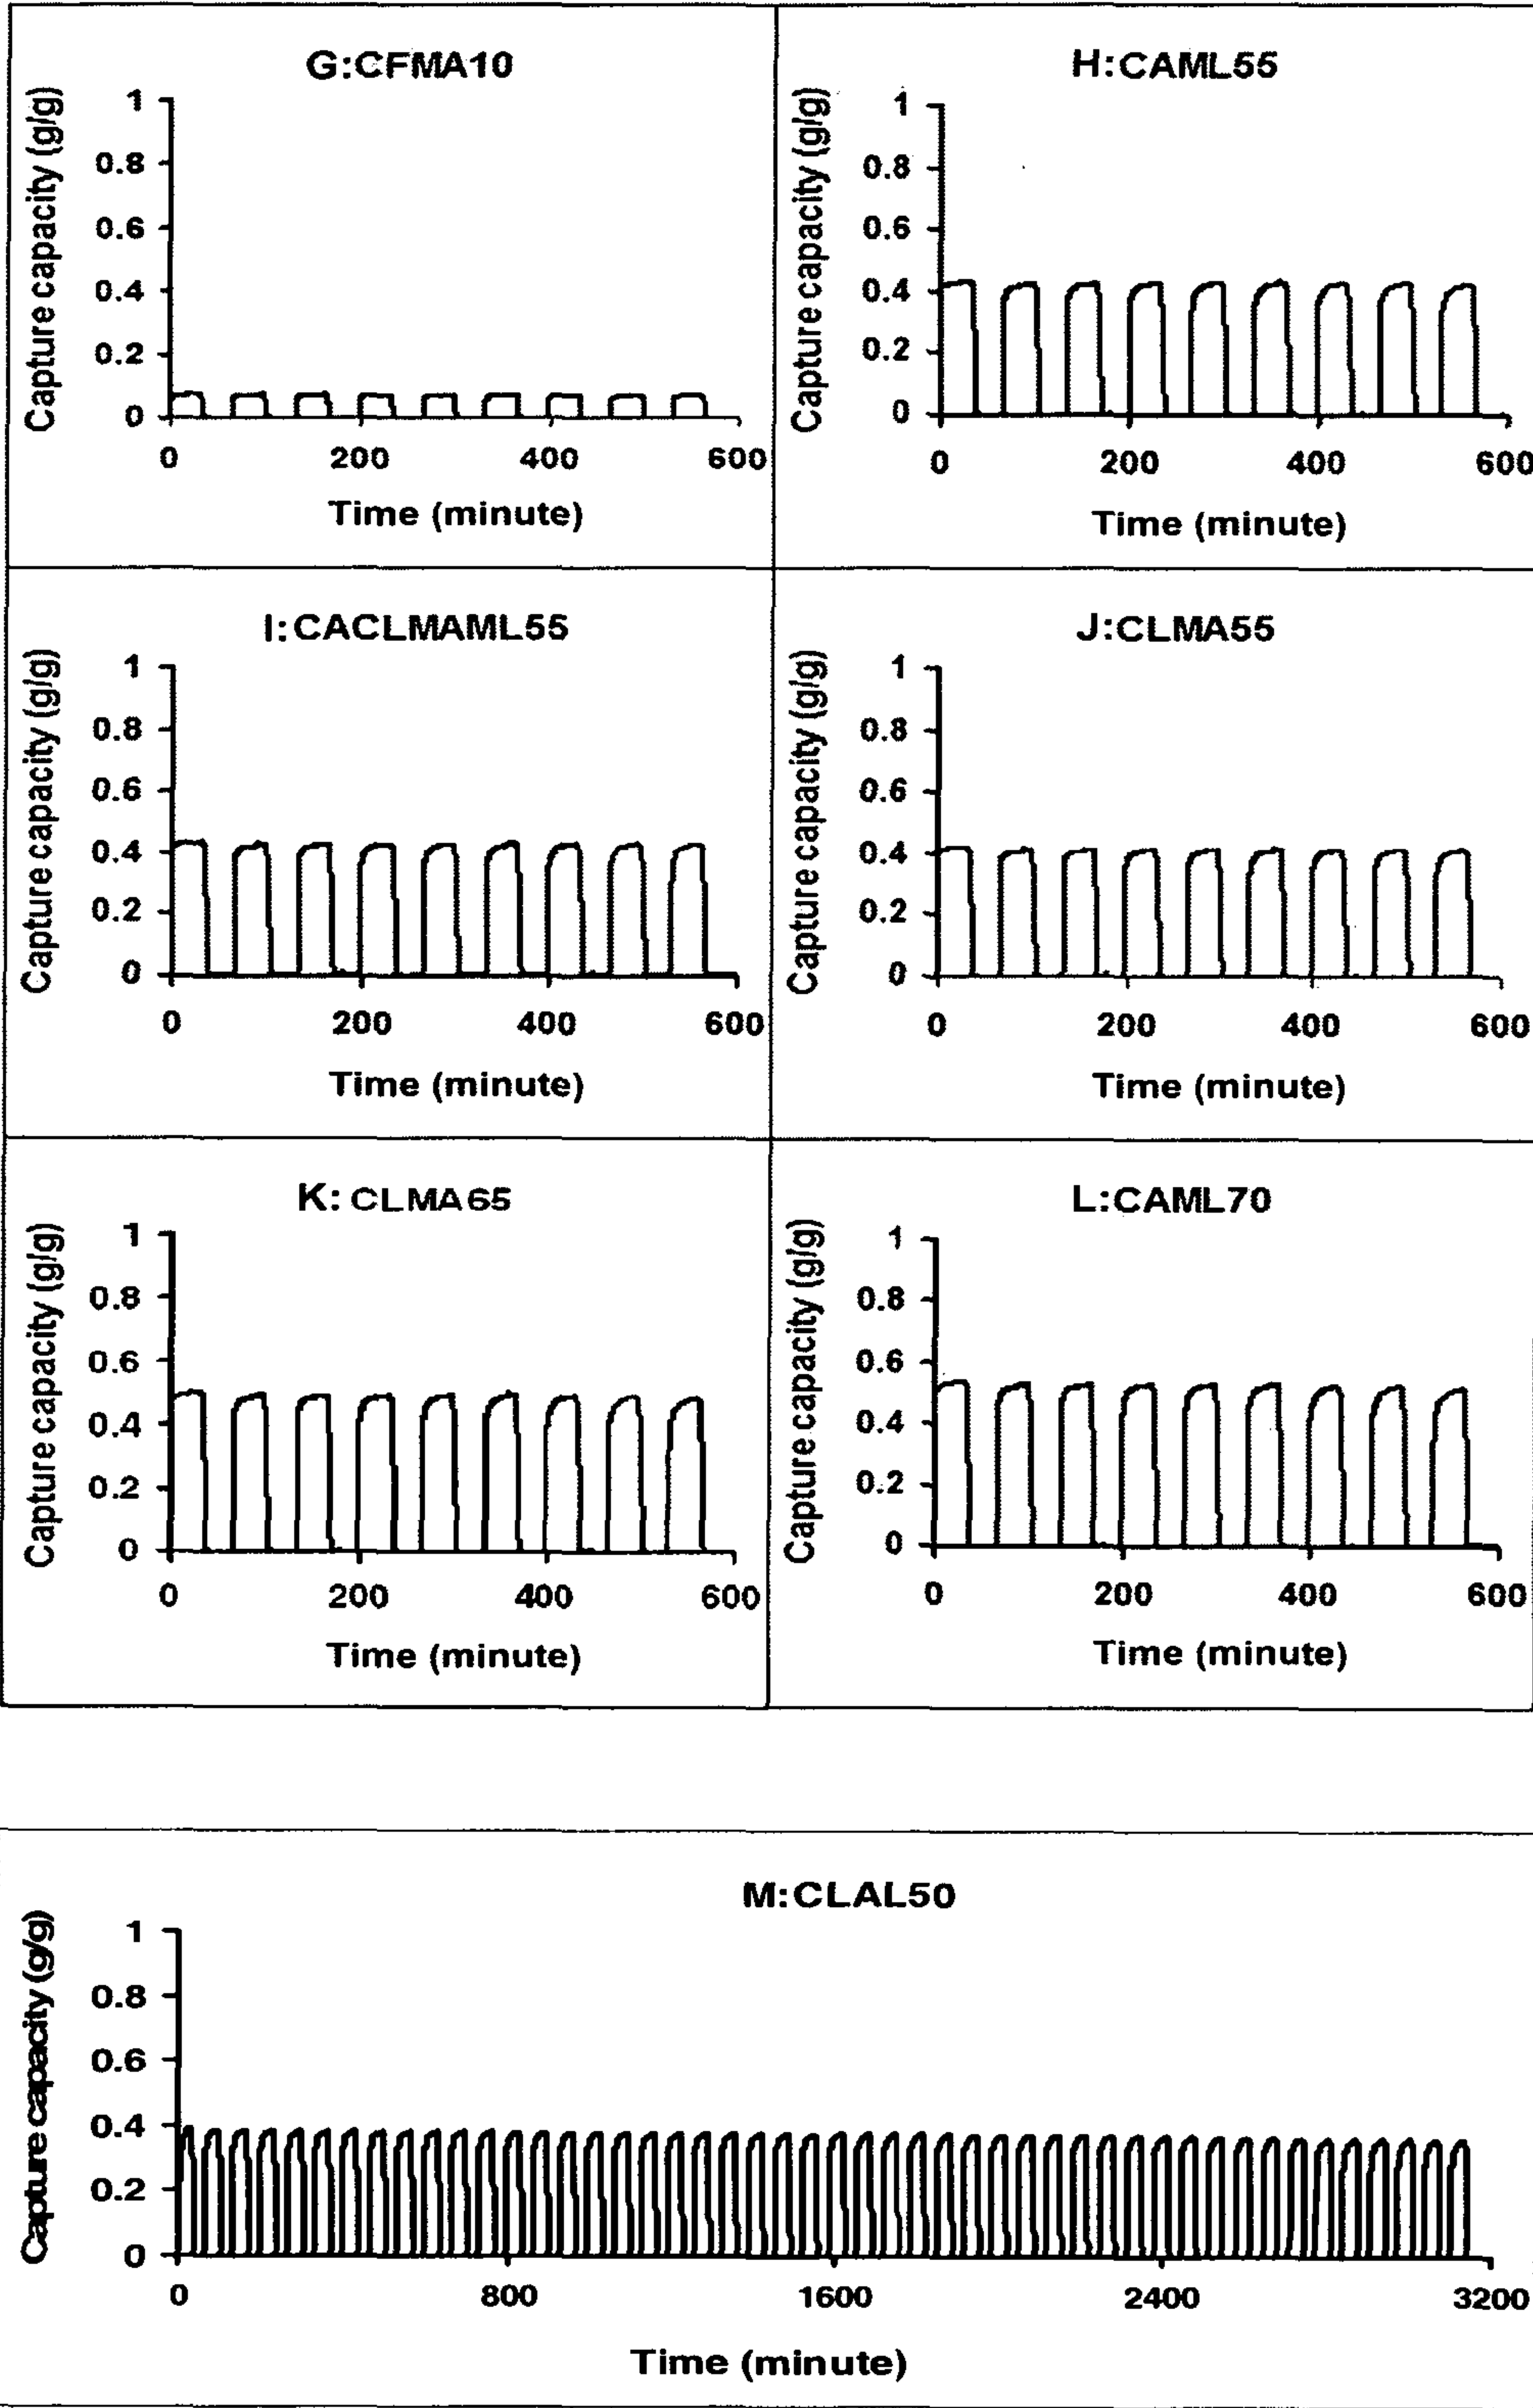 G:CFMA10
Capture capacity (g/g)
1
0.8
0.6
0.4
0.2
0
0 200 400 600
Time (minute)
H:CAML55
Capture capacity (g/g)
1
0.8
0.6
0.4
0.2
0
0 200 400 600
Time (minute)
I:CACLMAML55
Capture capacity (g/g)
1
0.8
0.6
0.4
0.2
0
0 200 400 600
Time (minute)
J:CLMA55
Capture capacity (g/g)
1
0.8
0.6
0.4
0.2
0
0 200 400 600
Time (minute)
K: CLMA65
Capture capacity (g/g)
1
0.8
0.6
0.4
0.2
0
0 200 400 600
Time (minute)
L:CAML70
Capture capacity (g/g)
1
0.8
0.6
0.4
0.2
0
0 200 400 600
Time (minute)
M:CLAL50
Capture capacity (g/g)
1
0.8
0.6
0.4
0.2
0
0 800 1600 2400 3200
Time (minute)